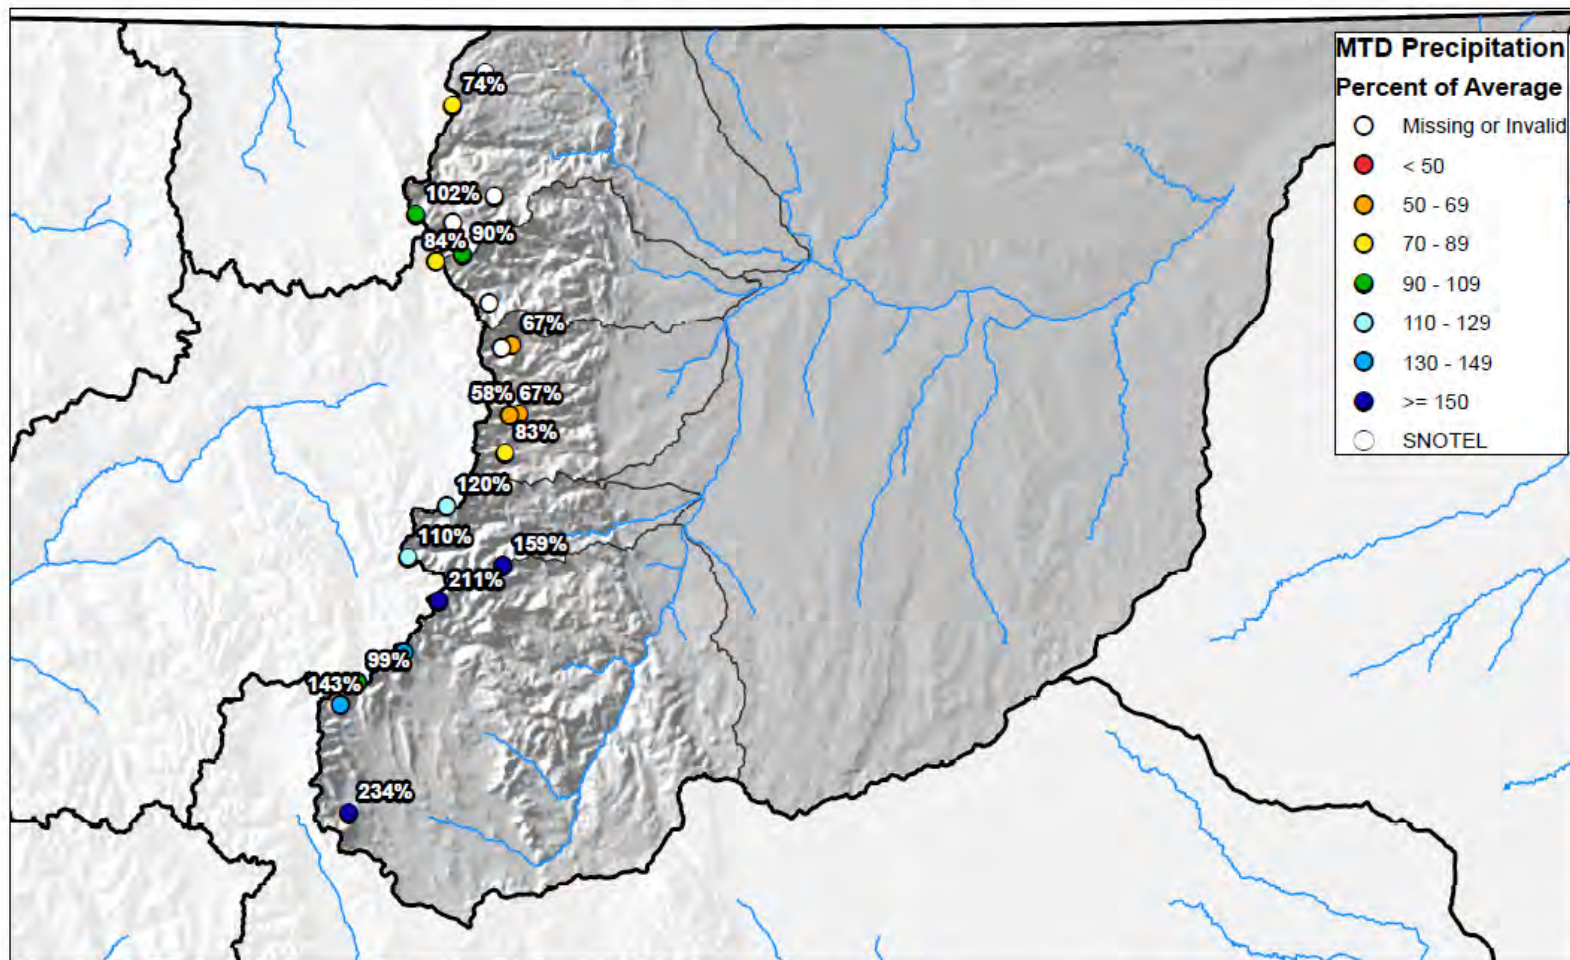 MTD Precipitation
Percent of Average
Missing or Invalid
< 50
50 - 69
70 - 89
90 - 109
110 - 129
130 - 149
>= 150
SNOTEL
74%
102%
90%
84%
67%
58% 67%
83%
120%
110%
159%
211%
99%
143%
234%